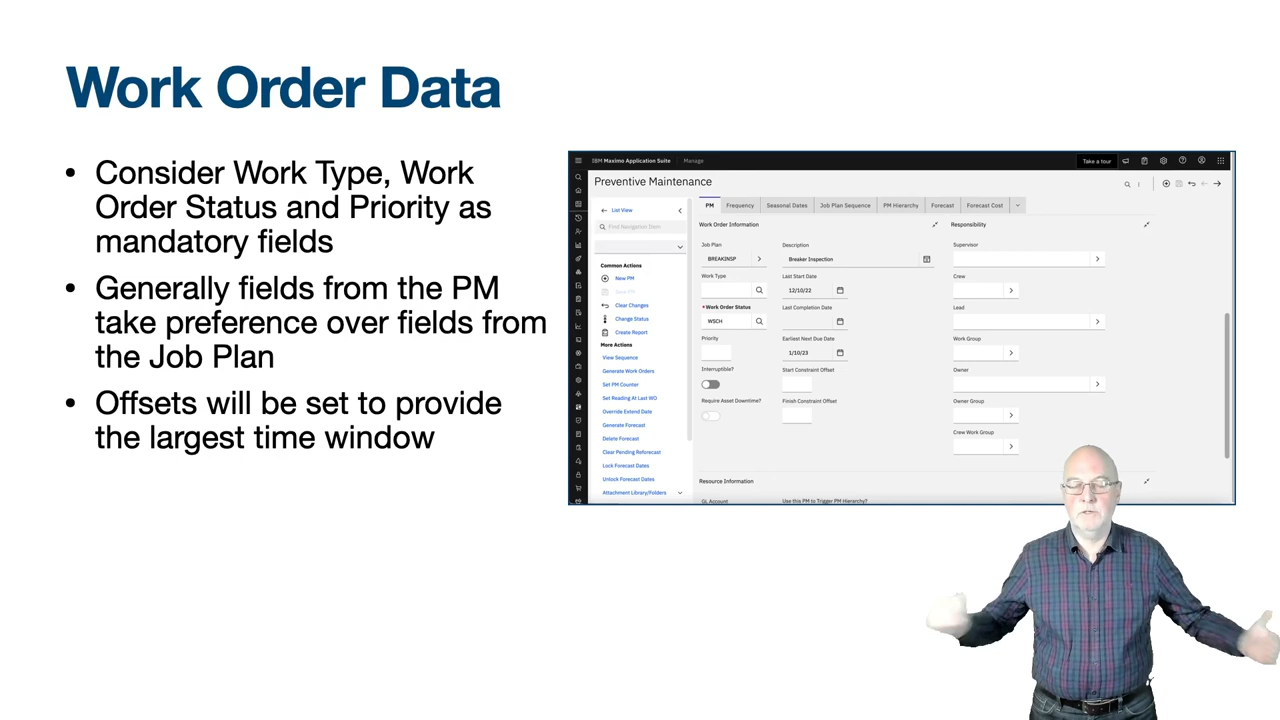 Work Order Data
• Consider Work Type, Work
Order Status and Priority as
mandatory fields
• Generally fields from the PM
take preference over fields from
the Job Plan
• Offsets will be set to provide
the largest time window
IBM Maximo Application Suite
Manage
Take a tour
Preventive Maintenance
List View
Find Navigation Item
Common Actions
New PM
Save PM
Clear Changes
Change Status
Create Report
More Actions
View Sequence
Generate Work Orders
Set PM Counter
Set Reading At Last WO
Override Extend Date
Generate Forecast
Delete Forecast
Clear Pending Reforecast
Lock Forecast Dates
Unlock Forecast Dates
Attachment Library/Folders
PM
Frequency
Seasonal Dates
Job Plan Sequence
PM Hierarchy
Forecast
Forecast Cost
Work Order Information
Job Plan
BREAKINSP
Work Type
* Work Order Status
WSCH
Priority
Interruptible?
Require Asset Downtime?
Description
Breaker Inspection
Last Start Date
12/10/22
Last Completion Date
Earliest Next Due Date
1/10/23
Start Constraint Offset
Finish Constraint Offset
Responsibility
Supervisor
Crew
Lead
Work Group
Owner
Owner Group
Crew Work Group
Resource Information
GL Account
Use this PM to Trigger PM Hierarchy?